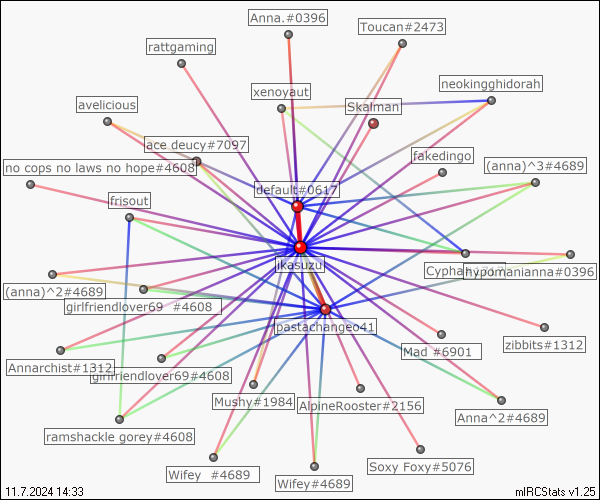 Anna.#0396
Toucan#2473
rattgaming
neokingghidorah
xenoyaut
avelicious
Skalman
ace deucy#7097
fakedingo
no cops no laws no hope#4608
(anna)^3#4689
default#0617
frisout
ikasuzu
hypomanianna#0396
(anna)^2#4689
girlfriendlover69 #4608
pastachangeo41
zibbits#1312
Mad #6901
Annarchist#1312
girlfriendlover69#4608
Mushy#1984
AlpineRooster#2156
Anna^2#4689
ramshackle gorey#4608
Soxy Foxy#5076
Wifey #4689
Wifey#4689
11.7.2024 14:33
mIRCStats v1.25